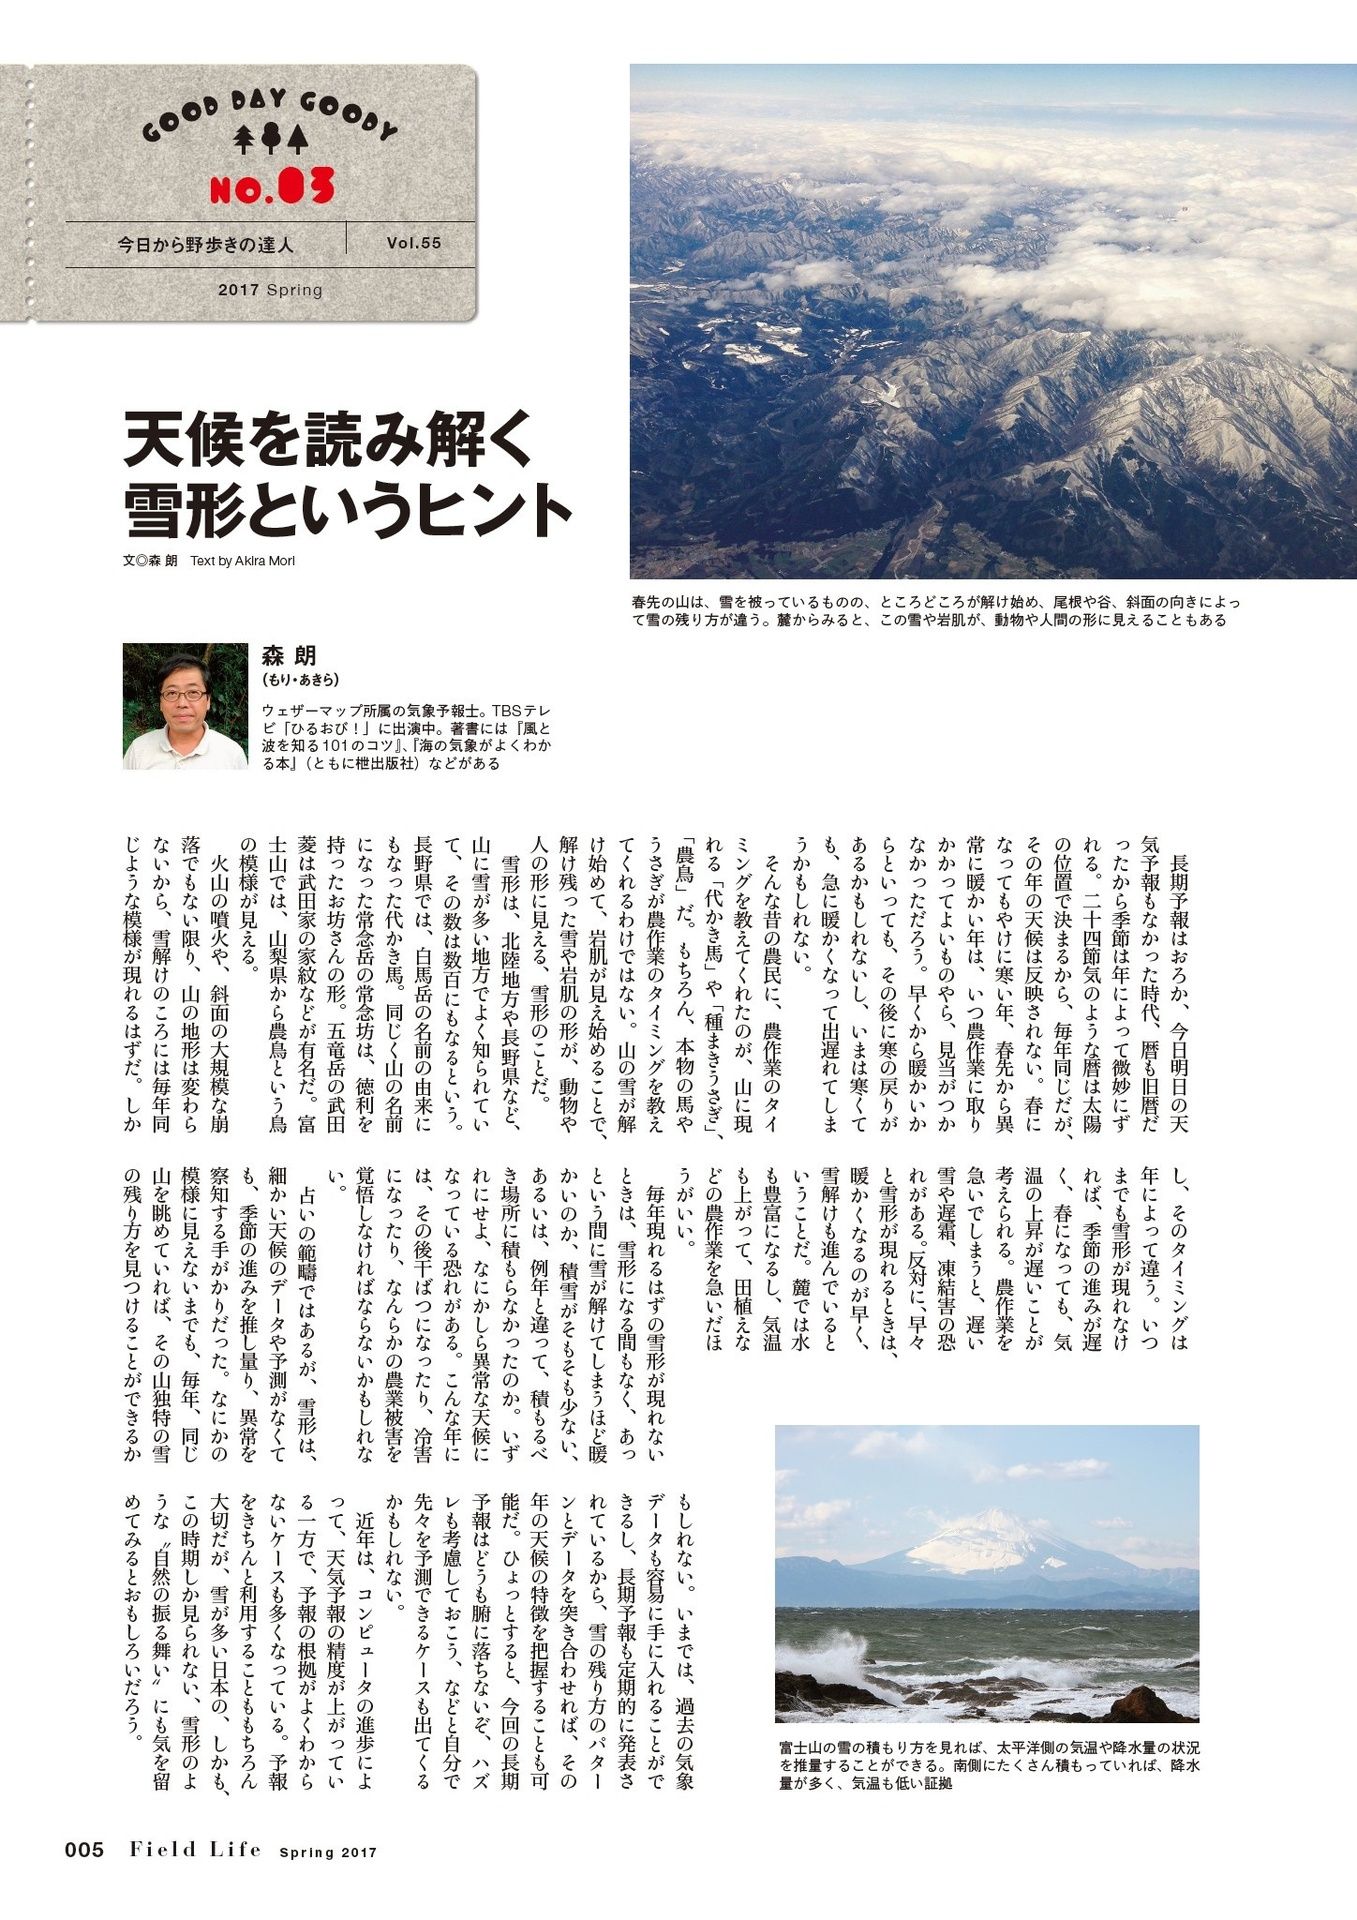 GOOD DAY GOODY
NO.03
今日から野歩きの達人
Vol.55
2017 Spring
天候を読み解く
雪形というヒント
文◎森 朗 Text by Akira Mori
春先の山は、雪を被っているものの、ところどころが解け始め、尾根や谷、斜面の向きによっ
て雪の残り方が違う。麓からみると、この雪や岩肌が、動物や人間の形に見えることもある
森 朗
（もり・あきら）
ウェザーマップ所属の気象予報士。TBSテレ
ビ「ひるおび！」に出演中。著書には『風と
波を知る101のコツ』、『海の気象がよくわか
る本』（ともに枻出版社）などがある
長期予報はおろか、今日明日の天
気予報もなかった時代、暦も旧暦だ
ったから季節は年によって微妙にず
れる。二十四節気のような暦は太陽
の位置で決まるから、毎年同じだが、
その年の天候は反映されない。春に
なってもやけに寒い年、春先から異
常に暖かい年は、いつ農作業に取り
かかってよいものやら、見当がつか
なかっただろう。早くから暖かいか
らといっても、その後に寒の戻りが
あるかもしれないし、いまは寒くて
も、急に暖かくなって出遅れてしま
うかもしれない。
そんな昔の農民に、農作業のタイ
ミングを教えてくれたのが、山に現
れる「代かき馬」や「種まきうさぎ」、
「農鳥」だ。もちろん、本物の馬や
うさぎが農作業のタイミングを教え
てくれるわけではない。山の雪が解
け始めて、岩肌が見え始めることで、
解け残った雪や岩肌の形が、動物や
人の形に見える、雪形のことだ。
雪形は、北陸地方や長野県など、
山に雪が多い地方でよく知られてい
て、その数は数百にもなるという。
長野県では、白馬岳の名前の由来に
もなった代かき馬。同じく山の名前
になった常念岳の常念坊は、徳利を
持ったお坊さんの形。五竜岳の武田
菱は武田家の家紋などが有名だ。富
士山では、山梨県から農鳥という鳥
の模様が見える。
火山の噴火や、斜面の大規模な崩
落でもない限り、山の地形は変わら
ないから、雪解けのころには毎年同
じような模様が現れるはずだ。しか
し、そのタイミングは
年によって違う。いつ
までも雪形が現れなけ
れば、季節の進みが遅
く、春になっても、気
温の上昇が遅いことが
考えられる。農作業を
急いでしまうと、遅い
雪や遅霜、凍結害の恐
れがある。反対に、早々
と雪形が現れるときは、
暖かくなるのが早く、
雪解けも進んでいると
いうことだ。麓では水
も豊富になるし、気温
も上がって、田植えな
どの農作業を急いだほ
うがいい。
毎年現れるはずの雪形が現れない
ときは、雪形になる間もなく、あっ
という間に雪が解けてしまうほど暖
かいのか、積雪がそもそも少ない、
あるいは、例年と違って、積もるべ
き場所に積もらなかったのか。いず
れにせよ、なにかしら異常な天候に
なっている恐れがある。こんな年に
は、その後干ばつになったり、冷害
になったり、なんらかの農業被害を
覚悟しなければならないかもしれな
い。
占いの範疇ではあるが、雪形は、
細かい天候のデータや予測がなくて
も、季節の進みを推し量り、異常を
察知する手がかりだった。なにかの
模様に見えないまでも、毎年、同じ
山を眺めていれば、その山独特の雪
の残り方を見つけることができるか
もしれない。いまでは、過去の気象
データも容易に手に入れることがで
きるし、長期予報も定期的に発表さ
れているから、雪の残り方のパター
ンとデータを突き合わせれば、その
年の天候の特徴を把握することも可
能だ。ひょっとすると、今回の長期
予報はどうも腑に落ちないぞ、ハズ
レも考慮しておこう、などと自分で
先々を予測できるケースも出てくる
かもしれない。
近年は、コンピュータの進歩によ
って、天気予報の精度が上がってい
る一方で、予報の根拠がよくわから
ないケースも多くなっている。予報
をきちんと利用することももちろん
大切だが、雪が多い日本の、しかも、
この時期しか見られない、雪形のよ
うな〝自然の振る舞い〟にも気を留
めてみるとおもしろいだろう。
富士山の雪の積もり方を見れば、太平洋側の気温や降水量の状況
を推量することができる。南側にたくさん積もっていれば、降水
量が多く、気温も低い証拠
005 Field Life Spring 2017